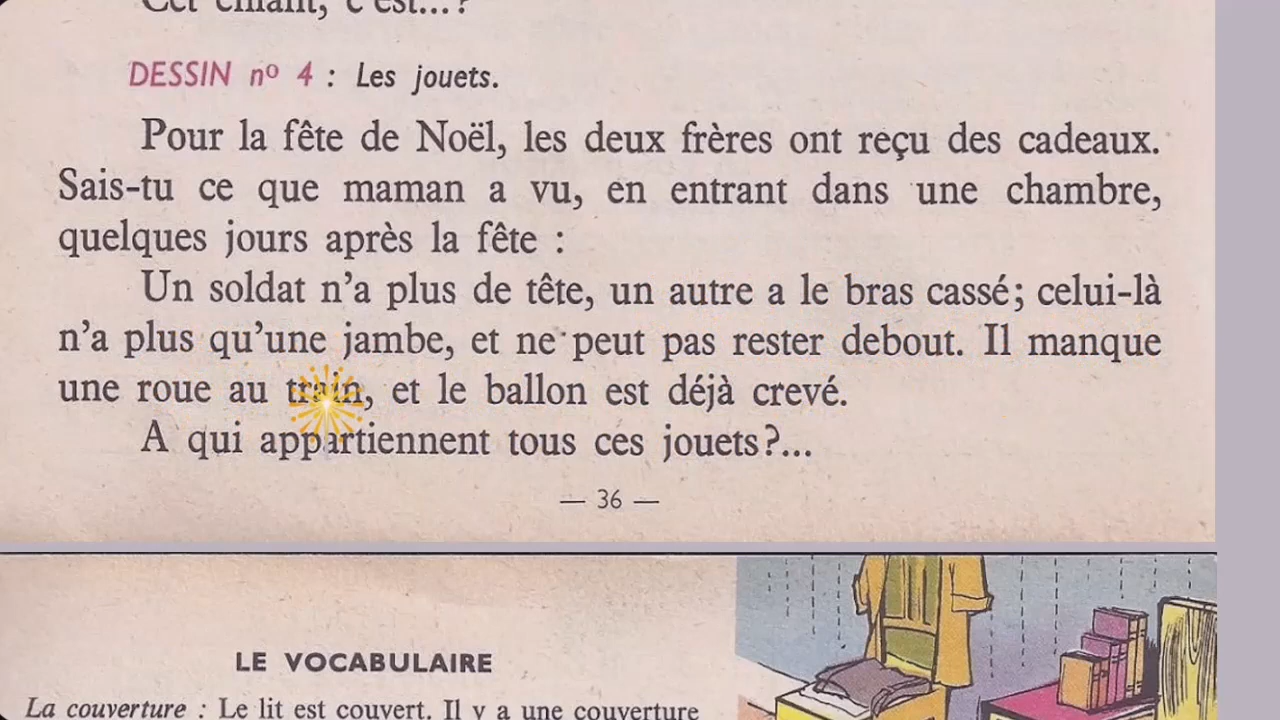 Cet enfant, c'est...?
DESSIN nº 4 : Les jouets.
Pour la fête de Noël, les deux frères ont reçu des cadeaux.
Sais-tu ce que maman a vu, en entrant dans une chambre,
quelques jours après la fête :
Un soldat n'a plus de tête, un autre a le bras cassé; celui-là
n'a plus qu'une jambe, et ne peut pas rester debout. Il manque
une roue au train, et le ballon est déjà crevé.
A qui appartiennent tous ces jouets?...
— 36 —
LE VOCABULAIRE
La couverture : Le lit est couvert. Il y a une couverture